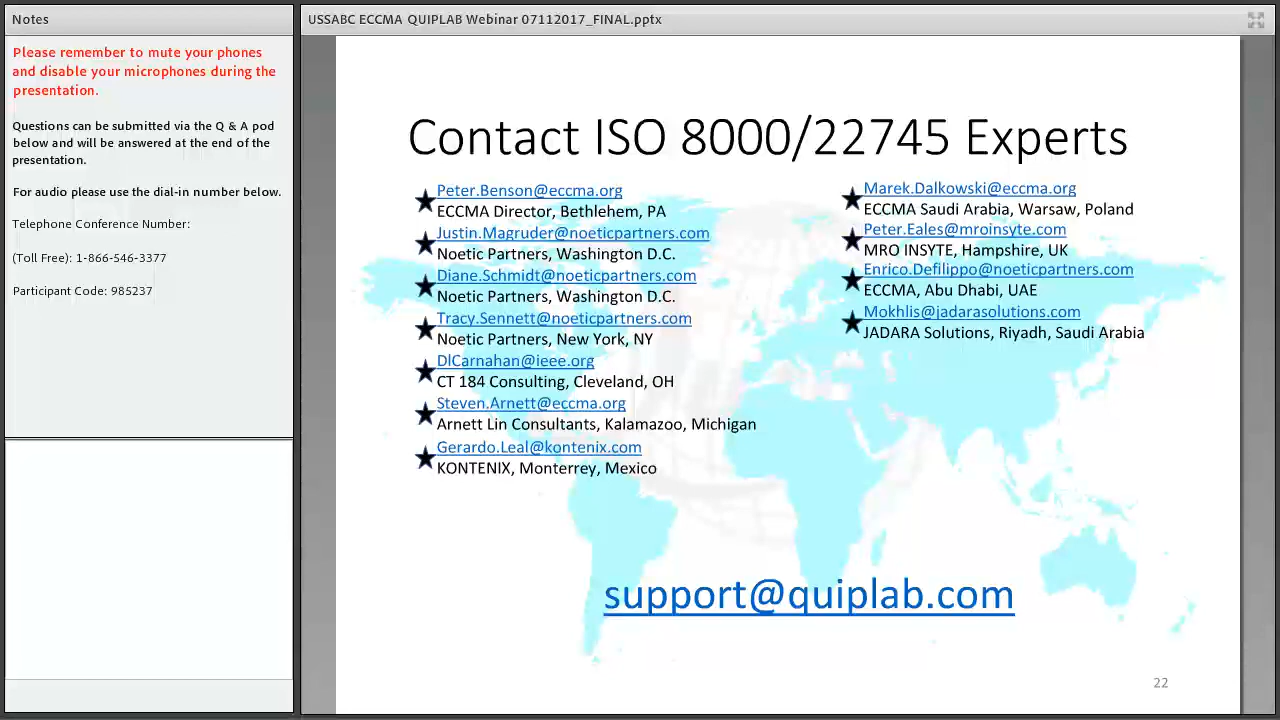 Notes
Please remember to mute your phones
and disable your microphones during the
presentation.
Questions can be submitted via the Q & A pod
below and will be answered at the end of the
presentation.
For audio please use the dial-in number below.
Telephone Conference Number:
(Toll Free): 1-866-546-3377
Participant Code: 985237
USSABC ECCMA QUIPLAB Webinar 07112017_FINAL.pptx
Contact ISO 8000/22745 Experts
Peter.Benson@eccma.org
ECCMA Director, Bethlehem, PA
Justin.Magruder@noeticpartners.com
Noetic Partners, Washington D.C.
Diane.Schmidt@noeticpartners.com
Noetic Partners, Washington D.C.
Tracy.Sennett@noeticpartners.com
Noetic Partners, New York, NY
DlCarnahan@ieee.org
CT 184 Consulting, Cleveland, OH
Steven.Arnett@eccma.org
Arnett Lin Consultants, Kalamazoo, Michigan
Gerardo.Leal@kontenix.com
KONTENIX, Monterrey, Mexico
Marek.Dalkowski@eccma.org
ECCMA Saudi Arabia, Warsaw, Poland
Peter.Eales@mroinsyte.com
MRO INSYTE, Hampshire, UK
Enrico.Defilippo@noeticpartners.com
ECCMA, Abu Dhabi, UAE
Mokhlis@jadarasolutions.com
JADARA Solutions, Riyadh, Saudi Arabia
support@quiplab.com
22